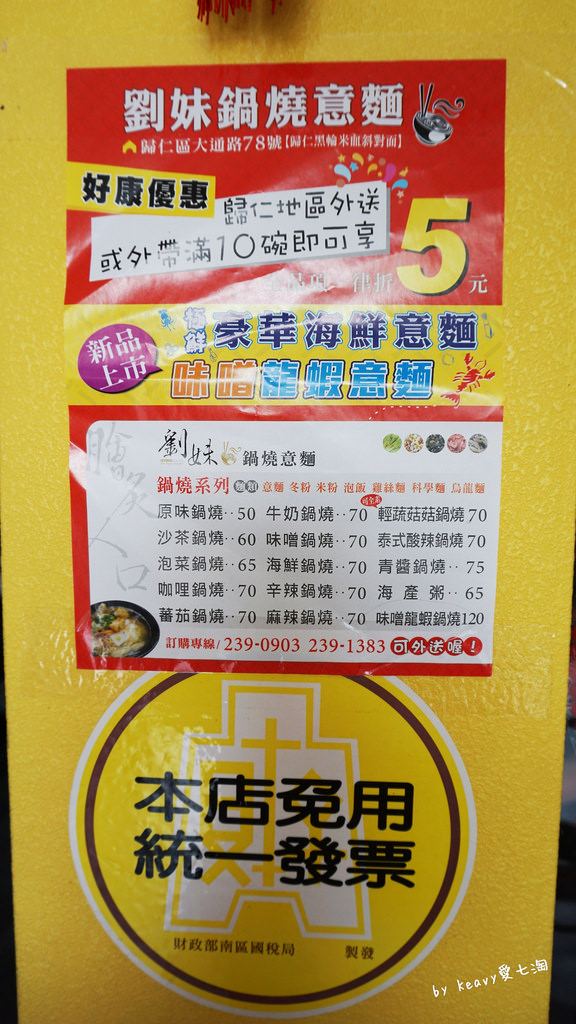 劉妹鍋燒意麵
歸仁區大通路78號【歸仁黑輪米血斜對面】
好康優惠
歸仁地區外送
或外帶滿10碗即可享
品項一律折5元
新品上市
極鮮豪華海鮮意麵
味噌龍蝦意麵
膾炙人口
劉妹鍋燒意麵
鍋燒系列 麵類 意麵 冬粉 米粉 泡飯 雞絲麵 科學麵 烏龍麵
原味鍋燒‥50 牛奶鍋燒‥70 輕蔬菇菇鍋燒70
沙茶鍋燒‥60 味噌鍋燒‥70 泰式酸辣鍋燒70
泡菜鍋燒‥65 海鮮鍋燒‥70 青醬鍋燒‥75
咖哩鍋燒‥70 辛辣鍋燒‥70 海產粥‥65
蕃茄鍋燒‥70 麻辣鍋燒‥70 味噌龍蝦鍋燒120
訂購專線/239-0903 239-1383 可外送喔!
本店免用
統一發票
財政部南區國稅局 製發
by keavy愛七淘